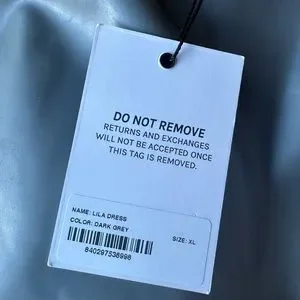 DO NOT REMOVE
RETURNS AND EXCHANGES
WILL NOT BE ACCEPTED ONCE
THIS TAG IS REMOVED.
NAME: LILA DRESS
COLOR: DARK GREY
SIZE: XL
840297538998